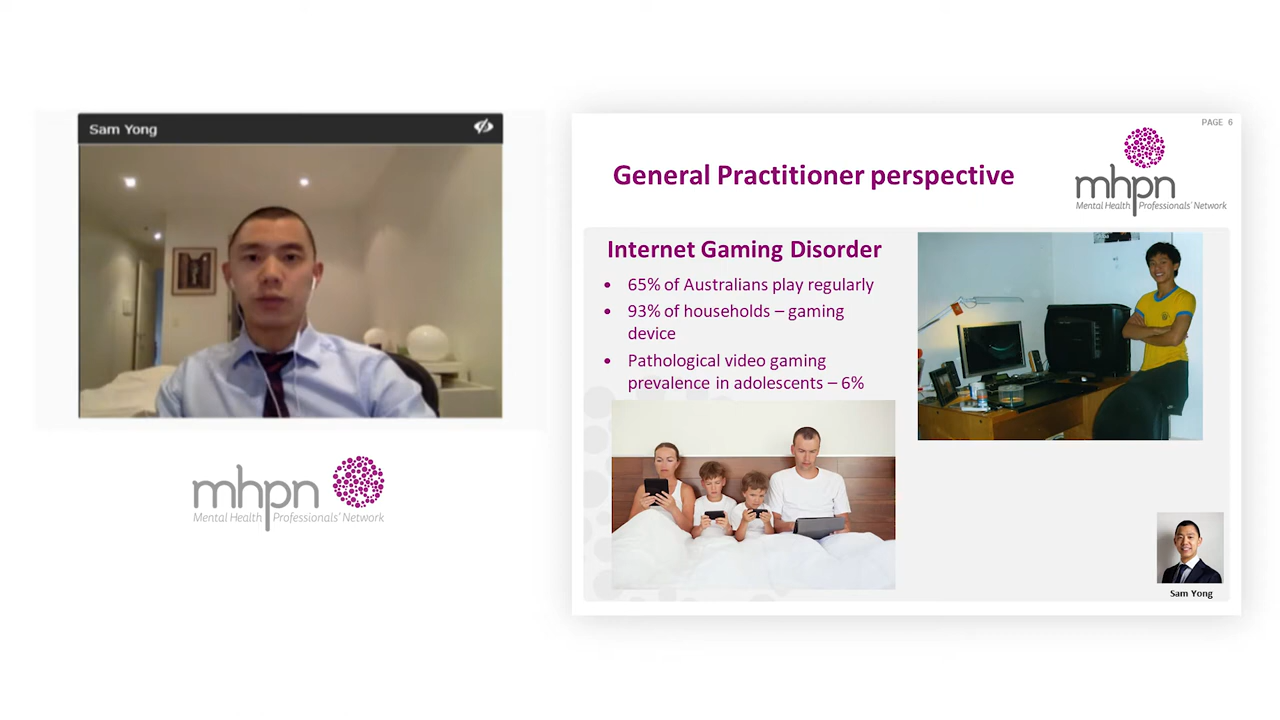 Sam Yong
mhpn
Mental Health Professionals' Network
PAGE 6
General Practitioner perspective
mhpn
Mental Health Professionals' Network
Internet Gaming Disorder
• 65% of Australians play regularly
• 93% of households – gaming
device
• Pathological video gaming
prevalence in adolescents – 6%
Sam Yong